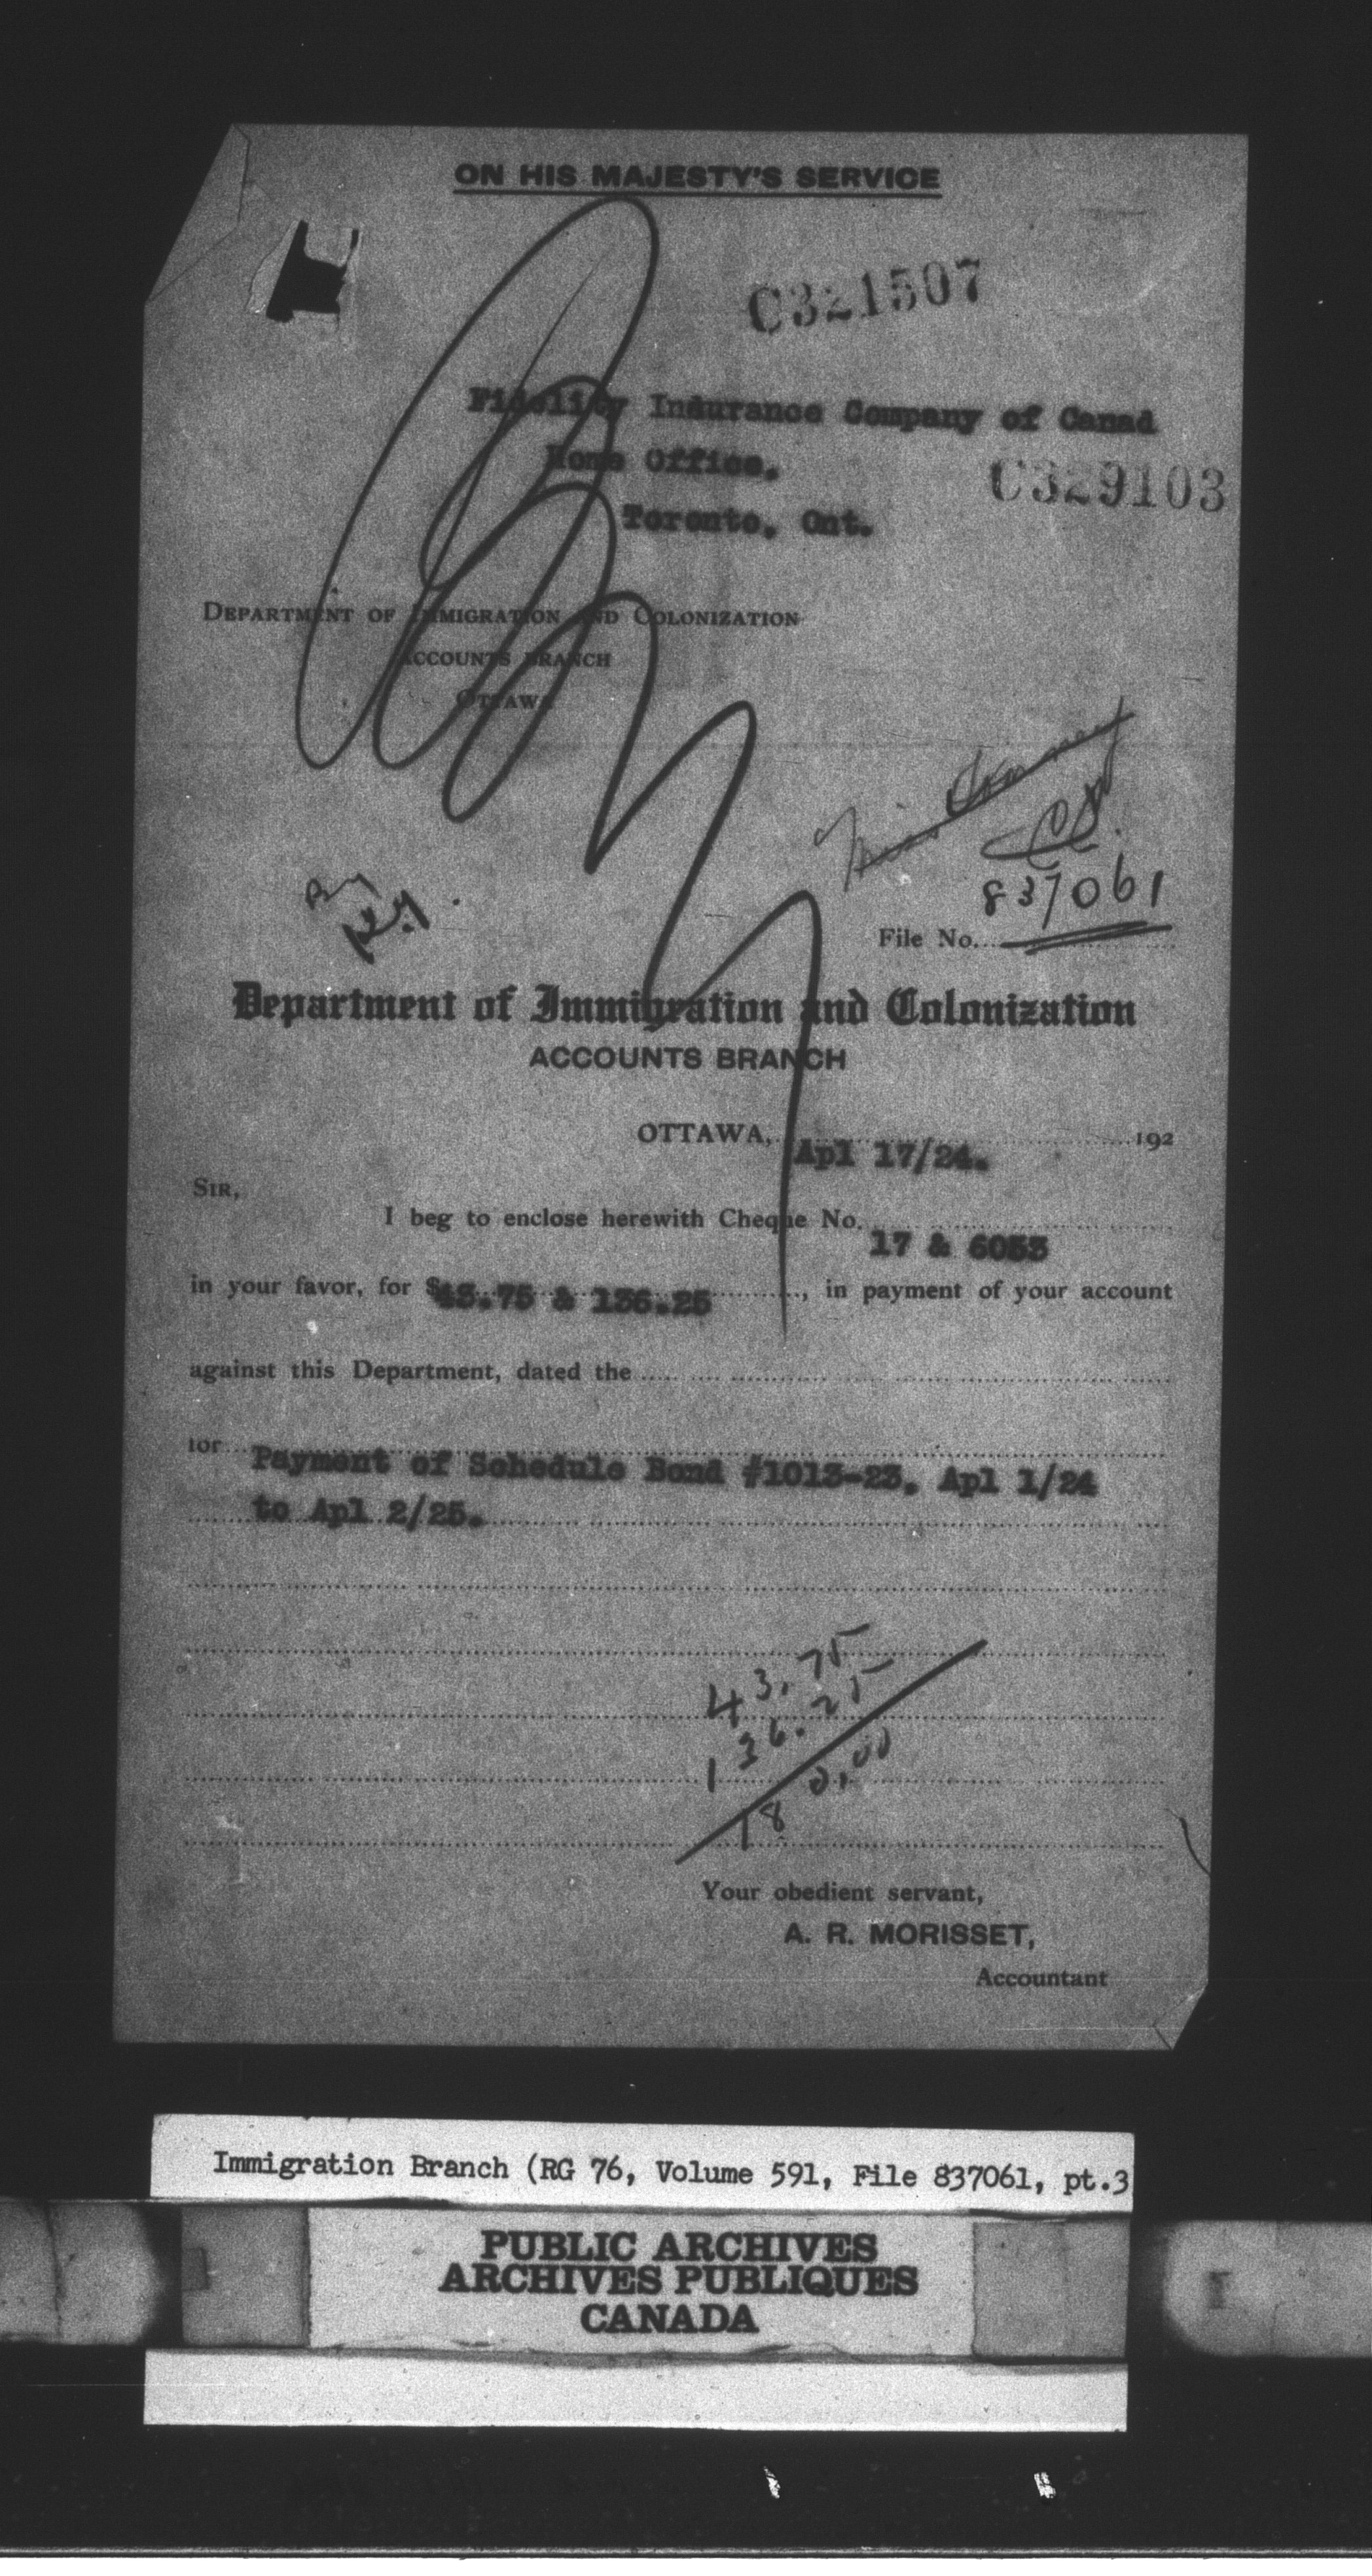 ON HIS MAJESTY'S SERVICE
C321507
Fidelity Insurance Company of Canad
Home Office.
C329103
Toronto, Ont.
DEPARTMENT OF IMMIGRATION AND COLONIZATION
ACCOUNTS BRANCH
OTTAWA
Miss
837061
File No.
Department of Immigration and Colonization
ACCOUNTS BRANCH
OTTAWA, Apl 17/24. 192
SIR,
I beg to enclose herewith Cheque No. 17 & 6053
in your favor, for $43.75 & 136.25, in payment of your account
against this Department, dated the
for Payment of Schedule Bond #1013-23, Apl 1/24
to Apl 2/25.
43.75
136.25
180.00
Your obedient servant,
A. R. MORISSET,
Accountant
Immigration Branch (RG 76, Volume 591, File 837061, pt.3
PUBLIC ARCHIVES
ARCHIVES PUBLIQUES
CANADA